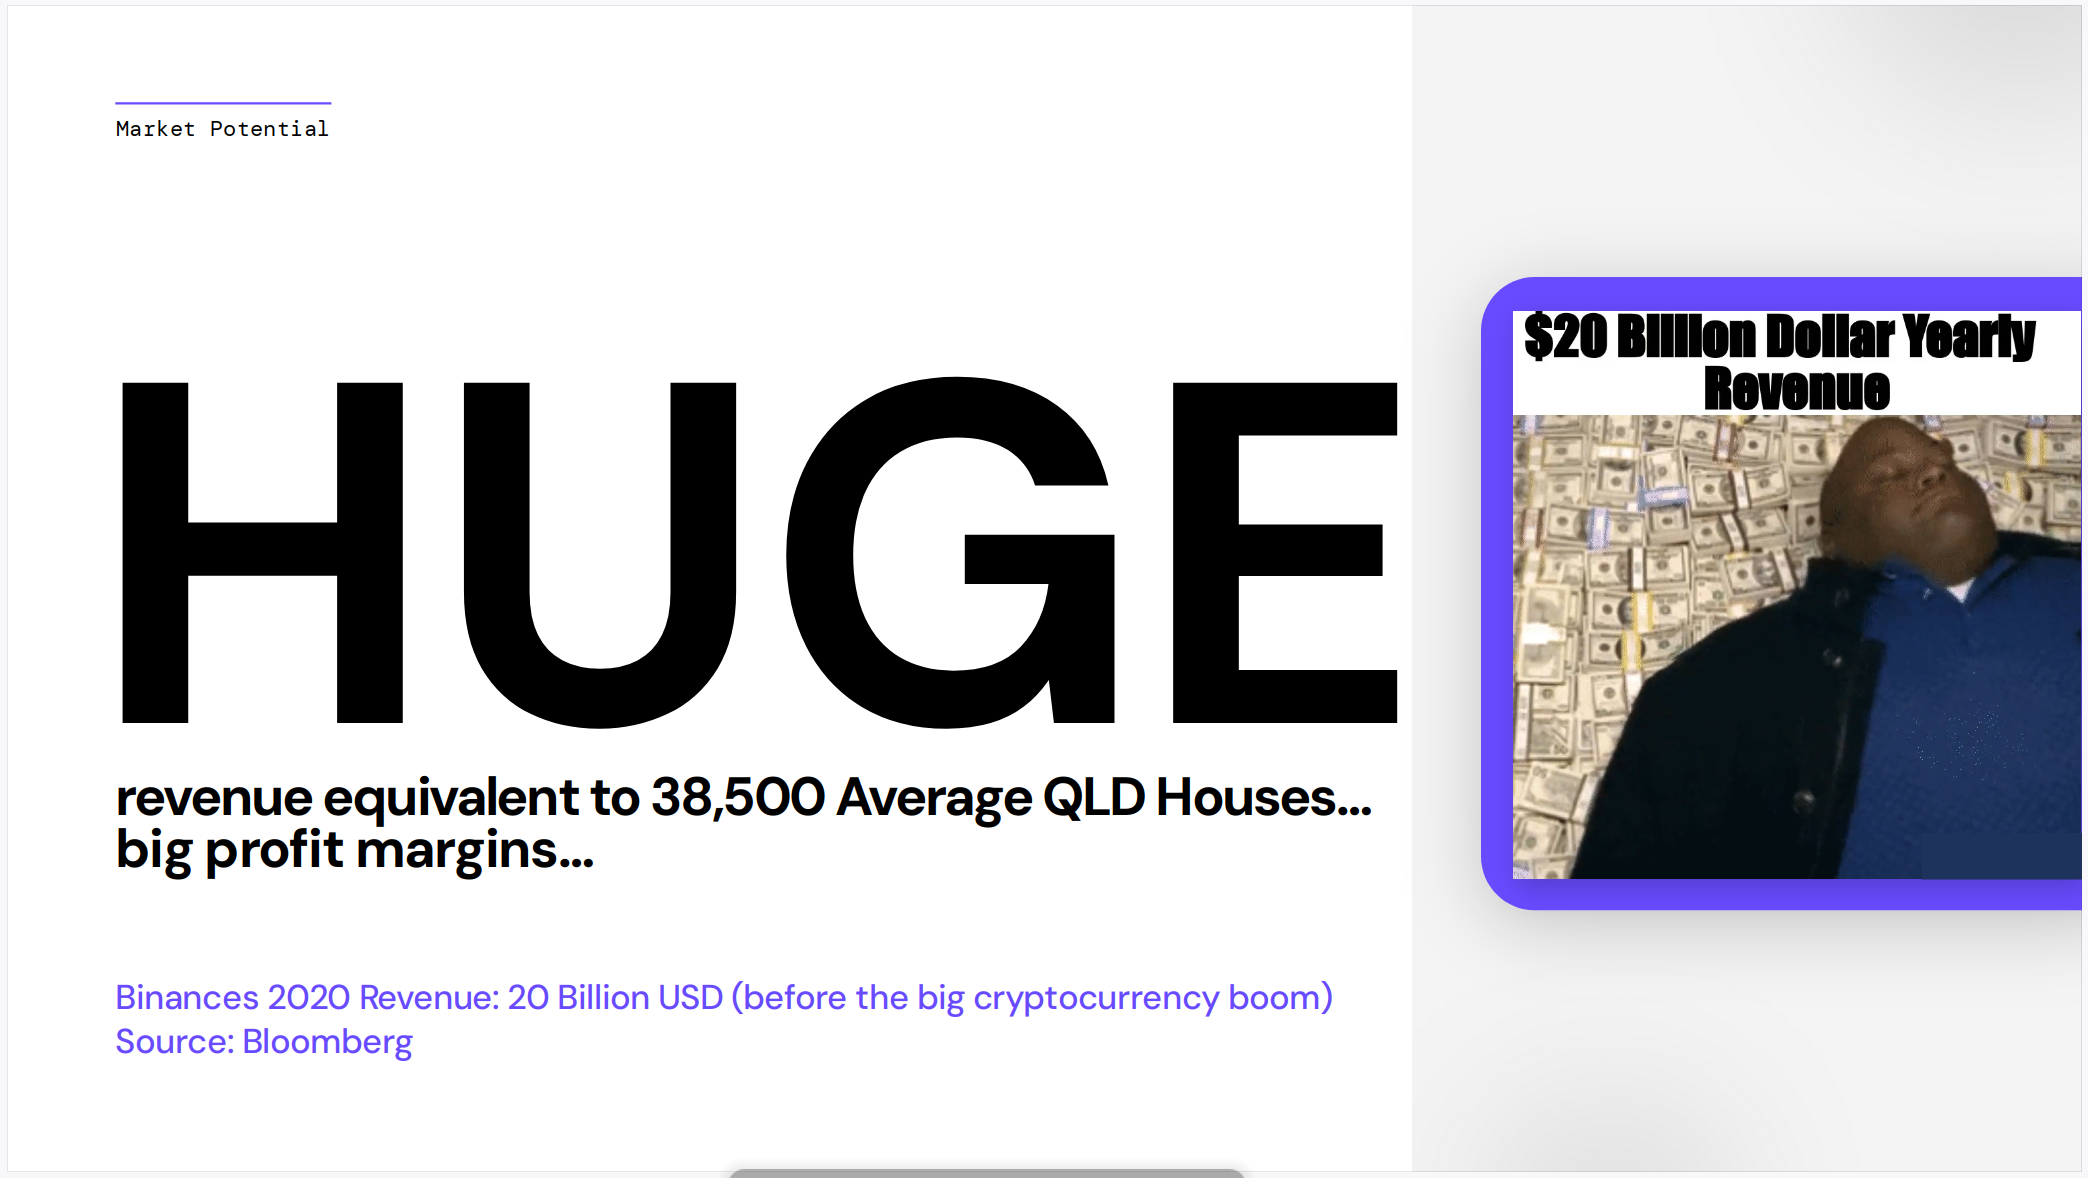 Market Potential
HUGE
revenue equivalent to 38,500 Average QLD Houses...
big profit margins...
Binances 2020 Revenue: 20 Billion USD (before the big cryptocurrency boom)
Source: Bloomberg
$20 Billion Dollar Yearly
Revenue